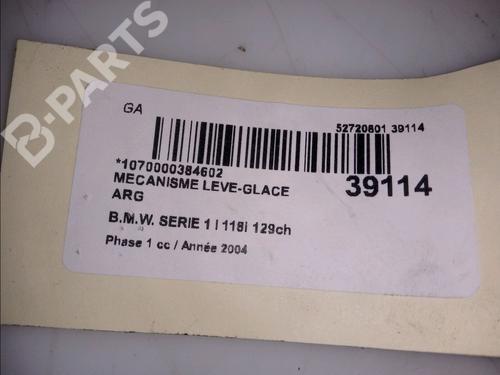 B-PARTS
GA
52720801 39114
*1070000384602
MECANISME LEVE-GLACE
39114
ARG
B.M.W. SERIE 1 I 118i 129ch
Phase 1 cc / Année 2004